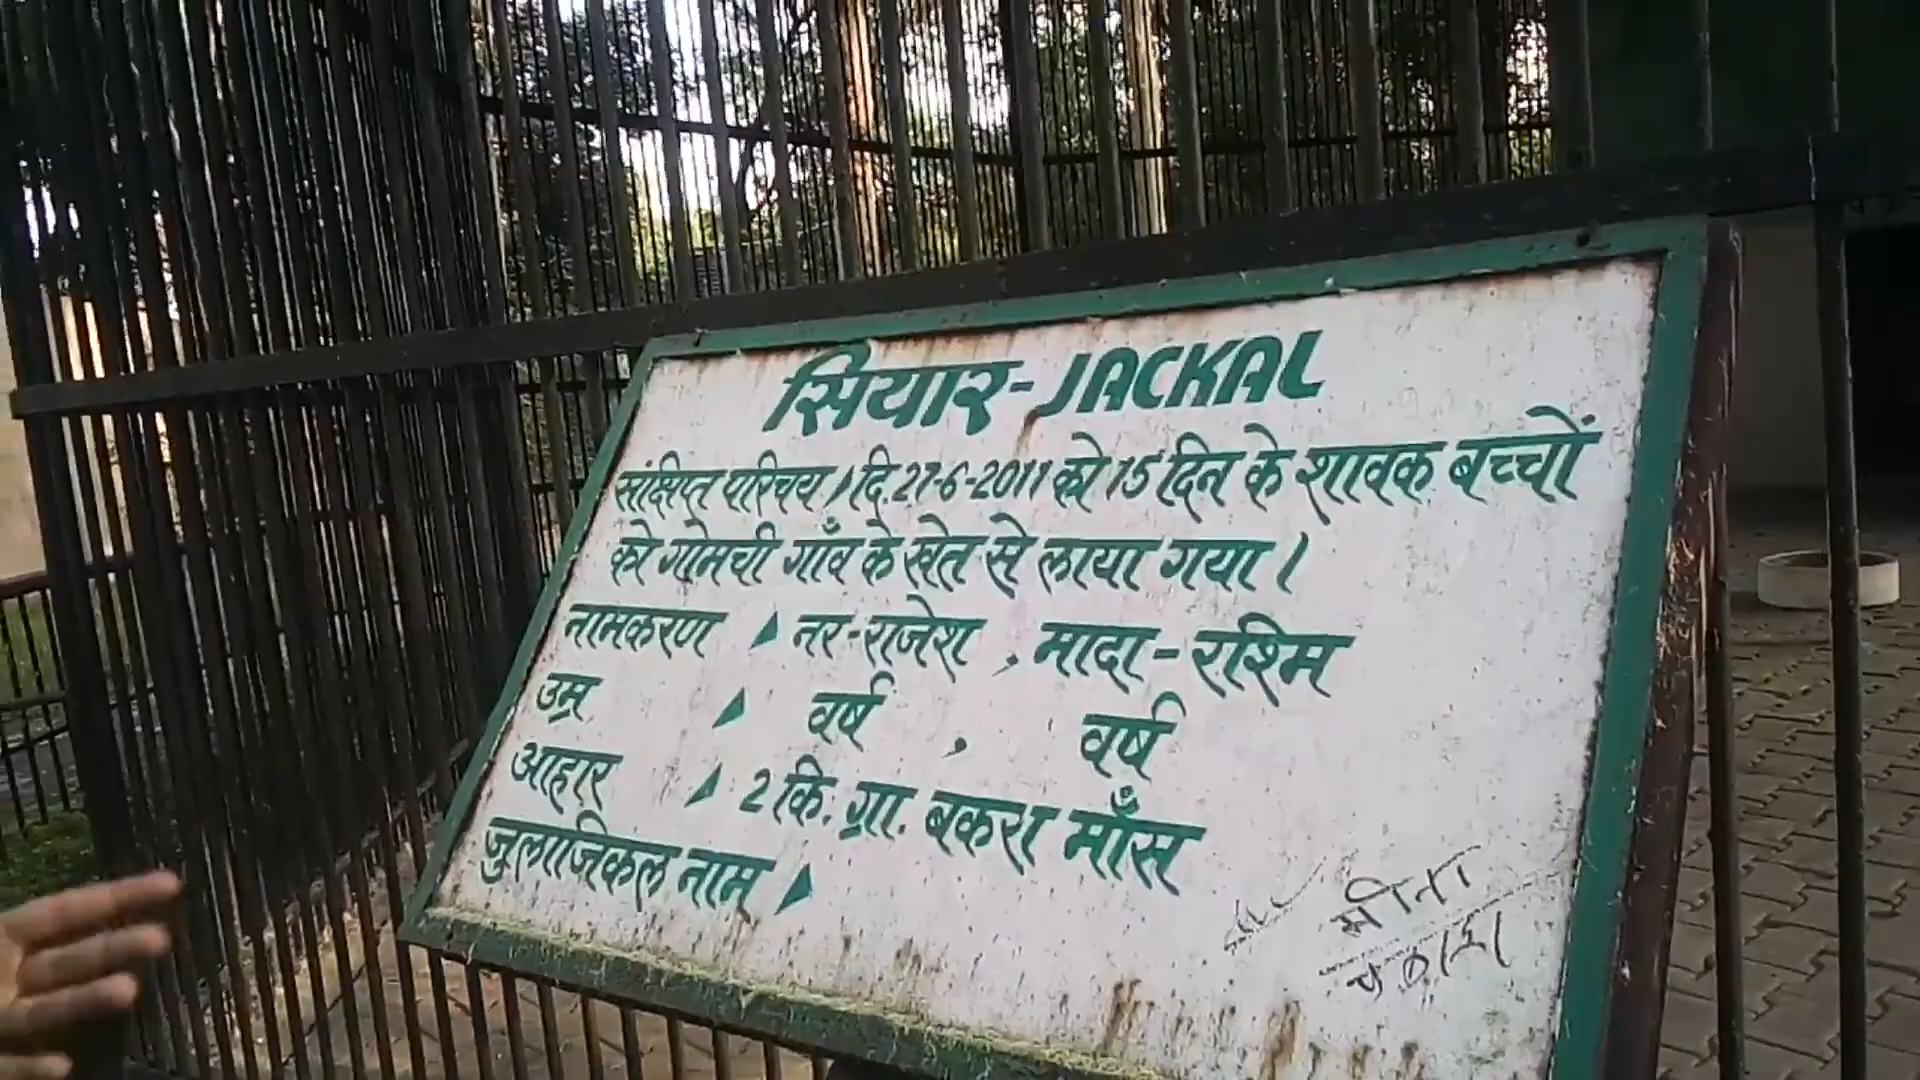 सियार-JACKAL
सांक्षिप्त परिचय दि. 27-6-2011 को 15 दिन के शावक बच्चों
को गोमची गाँव के खेत से लाया गया।
नामकरण नर-राजेश , मादा-रश्मि
उम्र वर्ष , वर्ष
आहार 2 कि. ग्रा. बकरा माँस
जुलाजिकल नाम
मीना